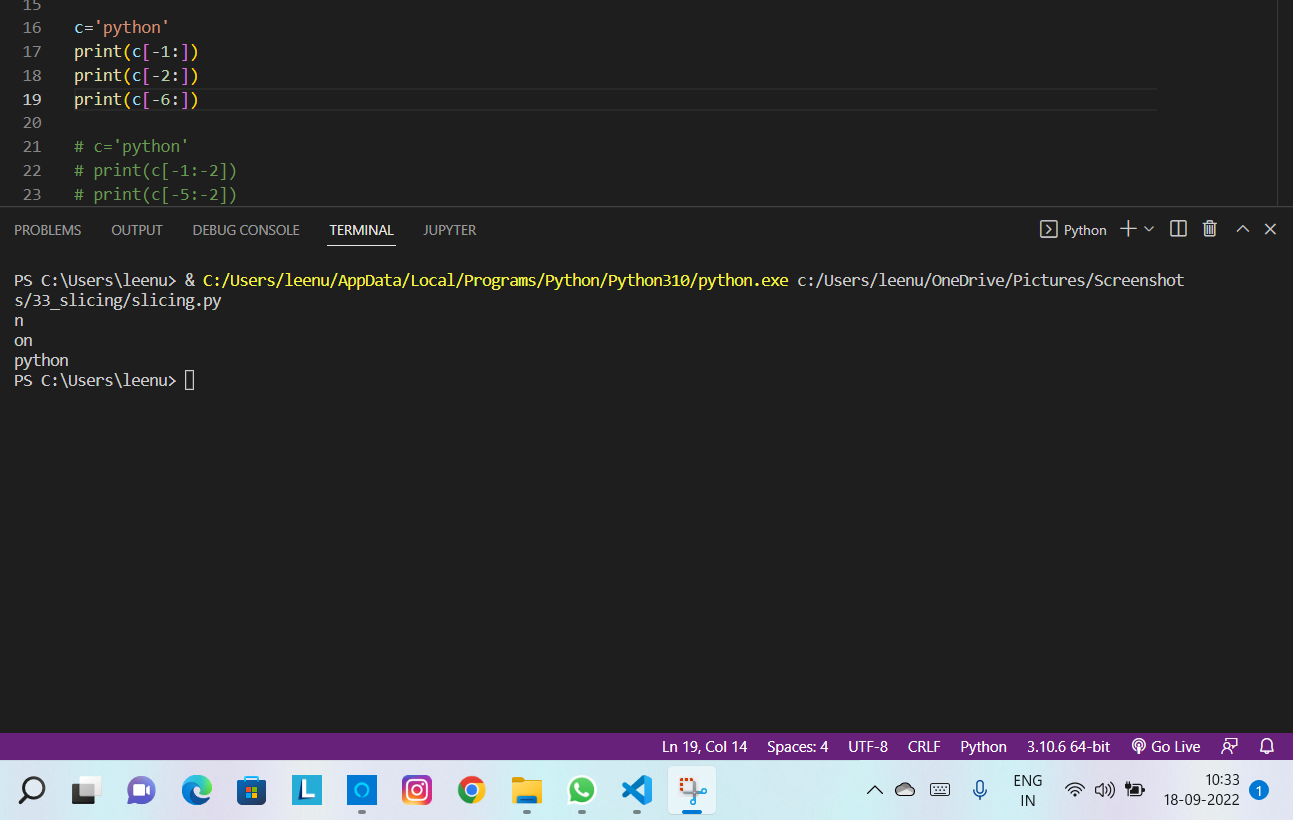 15
16 c='python'
17 print(c[-1:])
18 print(c[-2:])
19 print(c[-6:])
20
21 # c='python'
22 # print(c[-1:-2])
23 # print(c[-5:-2])
PROBLEMS OUTPUT DEBUG CONSOLE TERMINAL JUPYTER Python
PS C:\Users\leenu> & C:/Users/leenu/AppData/Local/Programs/Python/Python310/python.exe c:/Users/leenu/OneDrive/Pictures/Screenshot
s/33_slicing/slicing.py
n
on
python
PS C:\Users\leenu>
Ln 19, Col 14 Spaces: 4 UTF-8 CRLF Python 3.10.6 64-bit Go Live
L
ENG 10:33
IN 18-09-2022 1